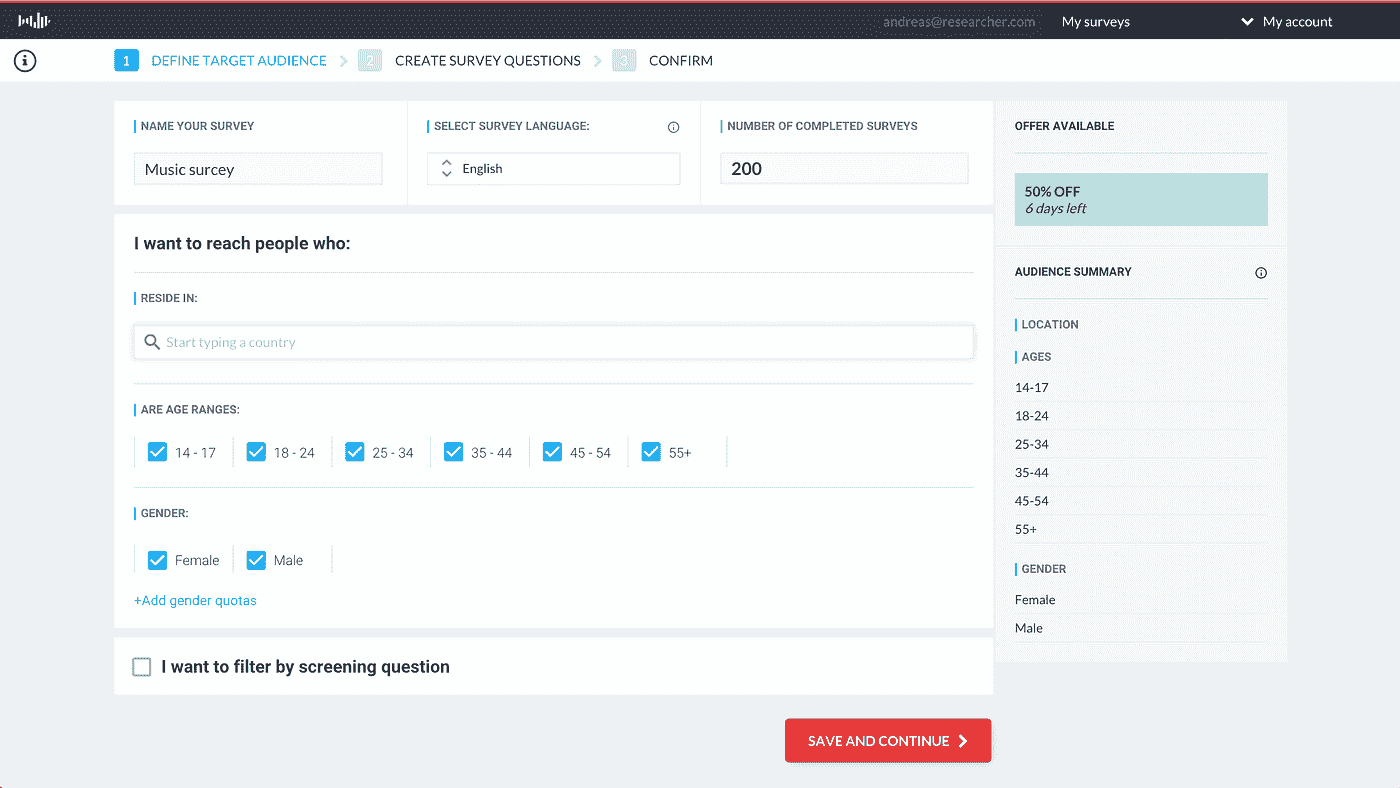 andreas@researcher.com My surveys My account
1 DEFINE TARGET AUDIENCE 2 CREATE SURVEY QUESTIONS 3 CONFIRM
NAME YOUR SURVEY
Music surcey
SELECT SURVEY LANGUAGE:
English
NUMBER OF COMPLETED SURVEYS
200
I want to reach people who:
RESIDE IN:
Start typing a country
ARE AGE RANGES:
14 - 17 18 - 24 25 - 34 35 - 44 45 - 54 55+
GENDER:
Female Male
+Add gender quotas
I want to filter by screening question
SAVE AND CONTINUE
OFFER AVAILABLE
50% OFF
6 days left
AUDIENCE SUMMARY
LOCATION
AGES
14-17
18-24
25-34
35-44
45-54
55+
GENDER
Female
Male